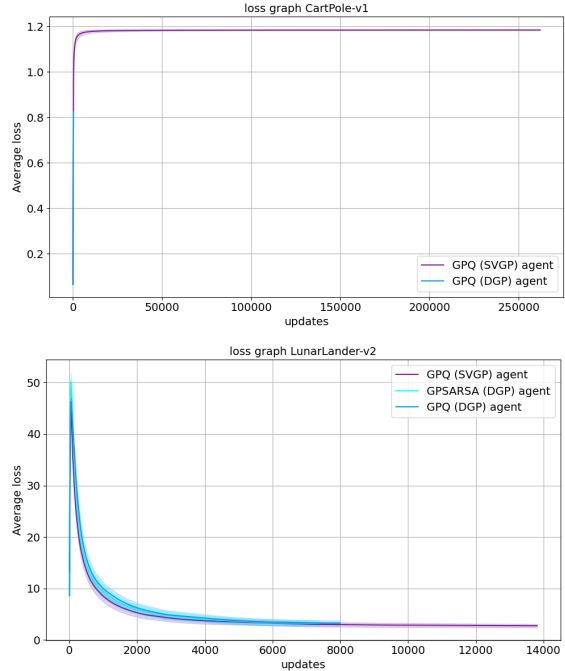 loss graph CartPole-v1
1.2
1.0
0.8
0.6
0.4
0.2
Average loss
GPQ (SVGP) agent
GPQ (DGP) agent
0 50000 100000 150000 200000 250000
updates
loss graph LunarLander-v2
50
40
30
20
10
0
Average loss
GPQ (SVGP) agent
GPSARSA (DGP) agent
GPQ (DGP) agent
0 2000 4000 6000 8000 10000 12000 14000
updates